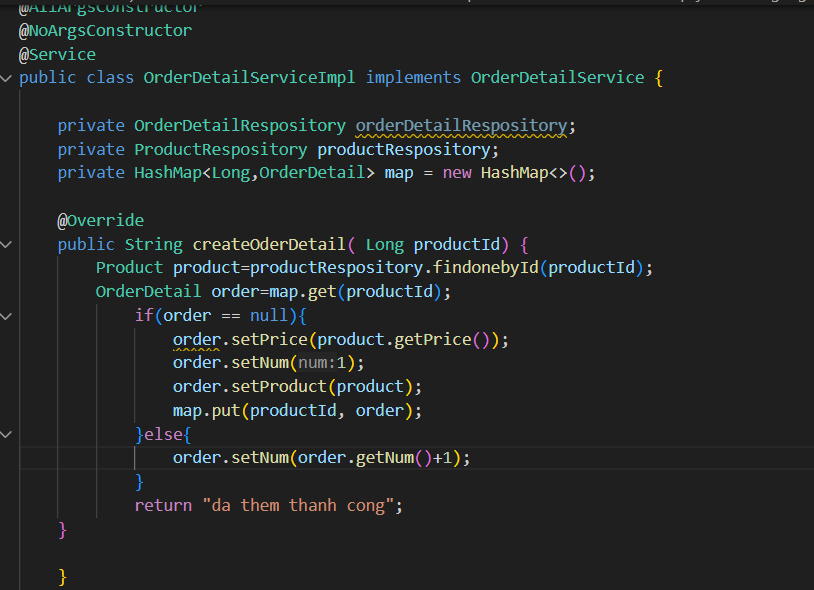 @AllArgsConstructor
@NoArgsConstructor
@Service
public class OrderDetailServiceImpl implements OrderDetailService {
private OrderDetailRespository orderDetailRespository;
private ProductRespository productRespository;
private HashMap<Long,OrderDetail> map = new HashMap<>();
@Override
public String createOderDetail( Long productId) {
Product product=productRespository.findonebyId(productId);
OrderDetail order=map.get(productId);
if(order == null){
order.setPrice(product.getPrice());
order.setNum(num:1);
order.setProduct(product);
map.put(productId, order);
}else{
order.setNum(order.getNum()+1);
}
return "da them thanh cong";
}
}